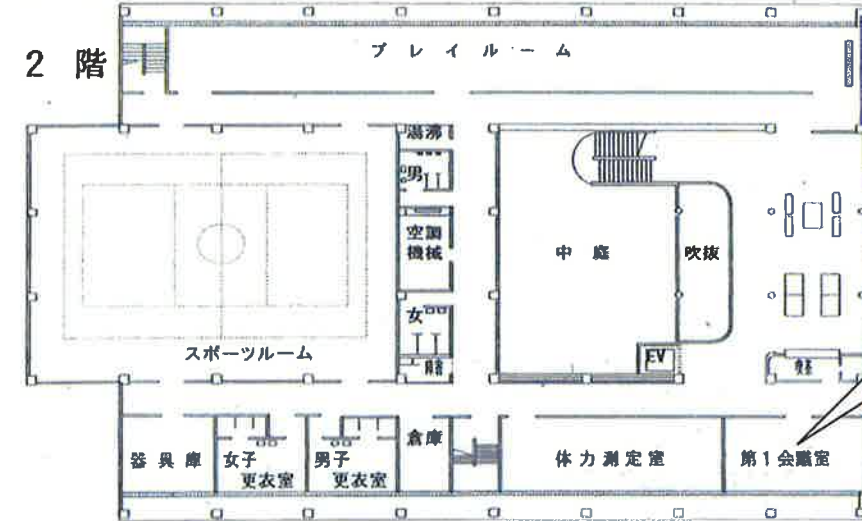 2 階
プレイルーム
湯沸
男
空調
機械
中庭
吹抜
女
スポーツルーム
EV
器具庫
女子
更衣室
男子
更衣室
倉庫
体力測定室
第1会議室